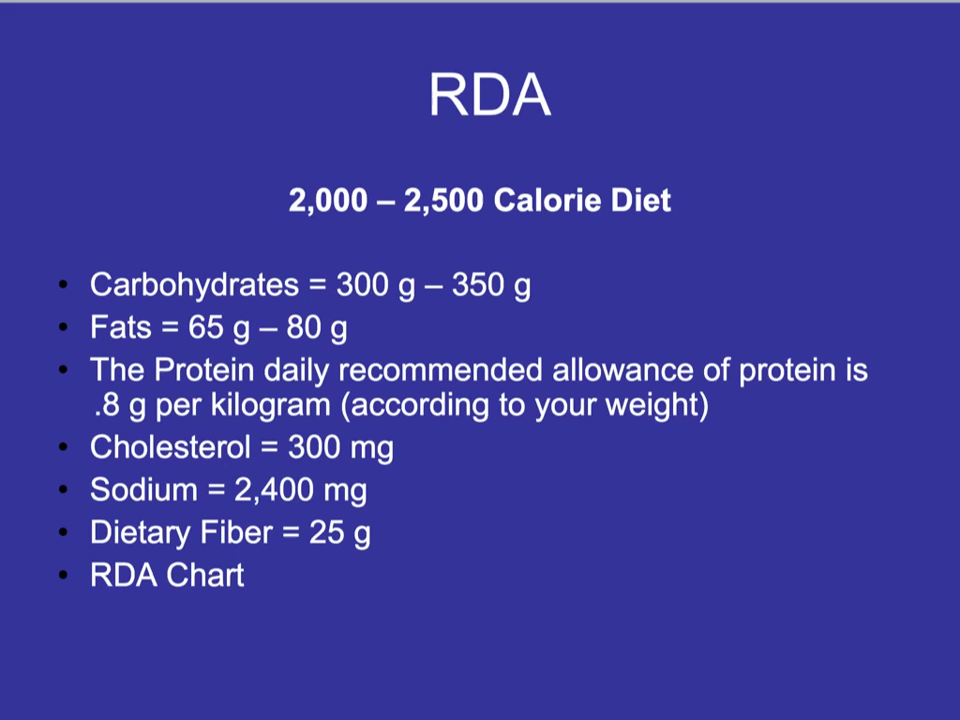 RDA
2,000 – 2,500 Calorie Diet
• Carbohydrates = 300 g – 350 g
• Fats = 65 g – 80 g
• The Protein daily recommended allowance of protein is
.8 g per kilogram (according to your weight)
• Cholesterol = 300 mg
• Sodium = 2,400 mg
• Dietary Fiber = 25 g
• RDA Chart